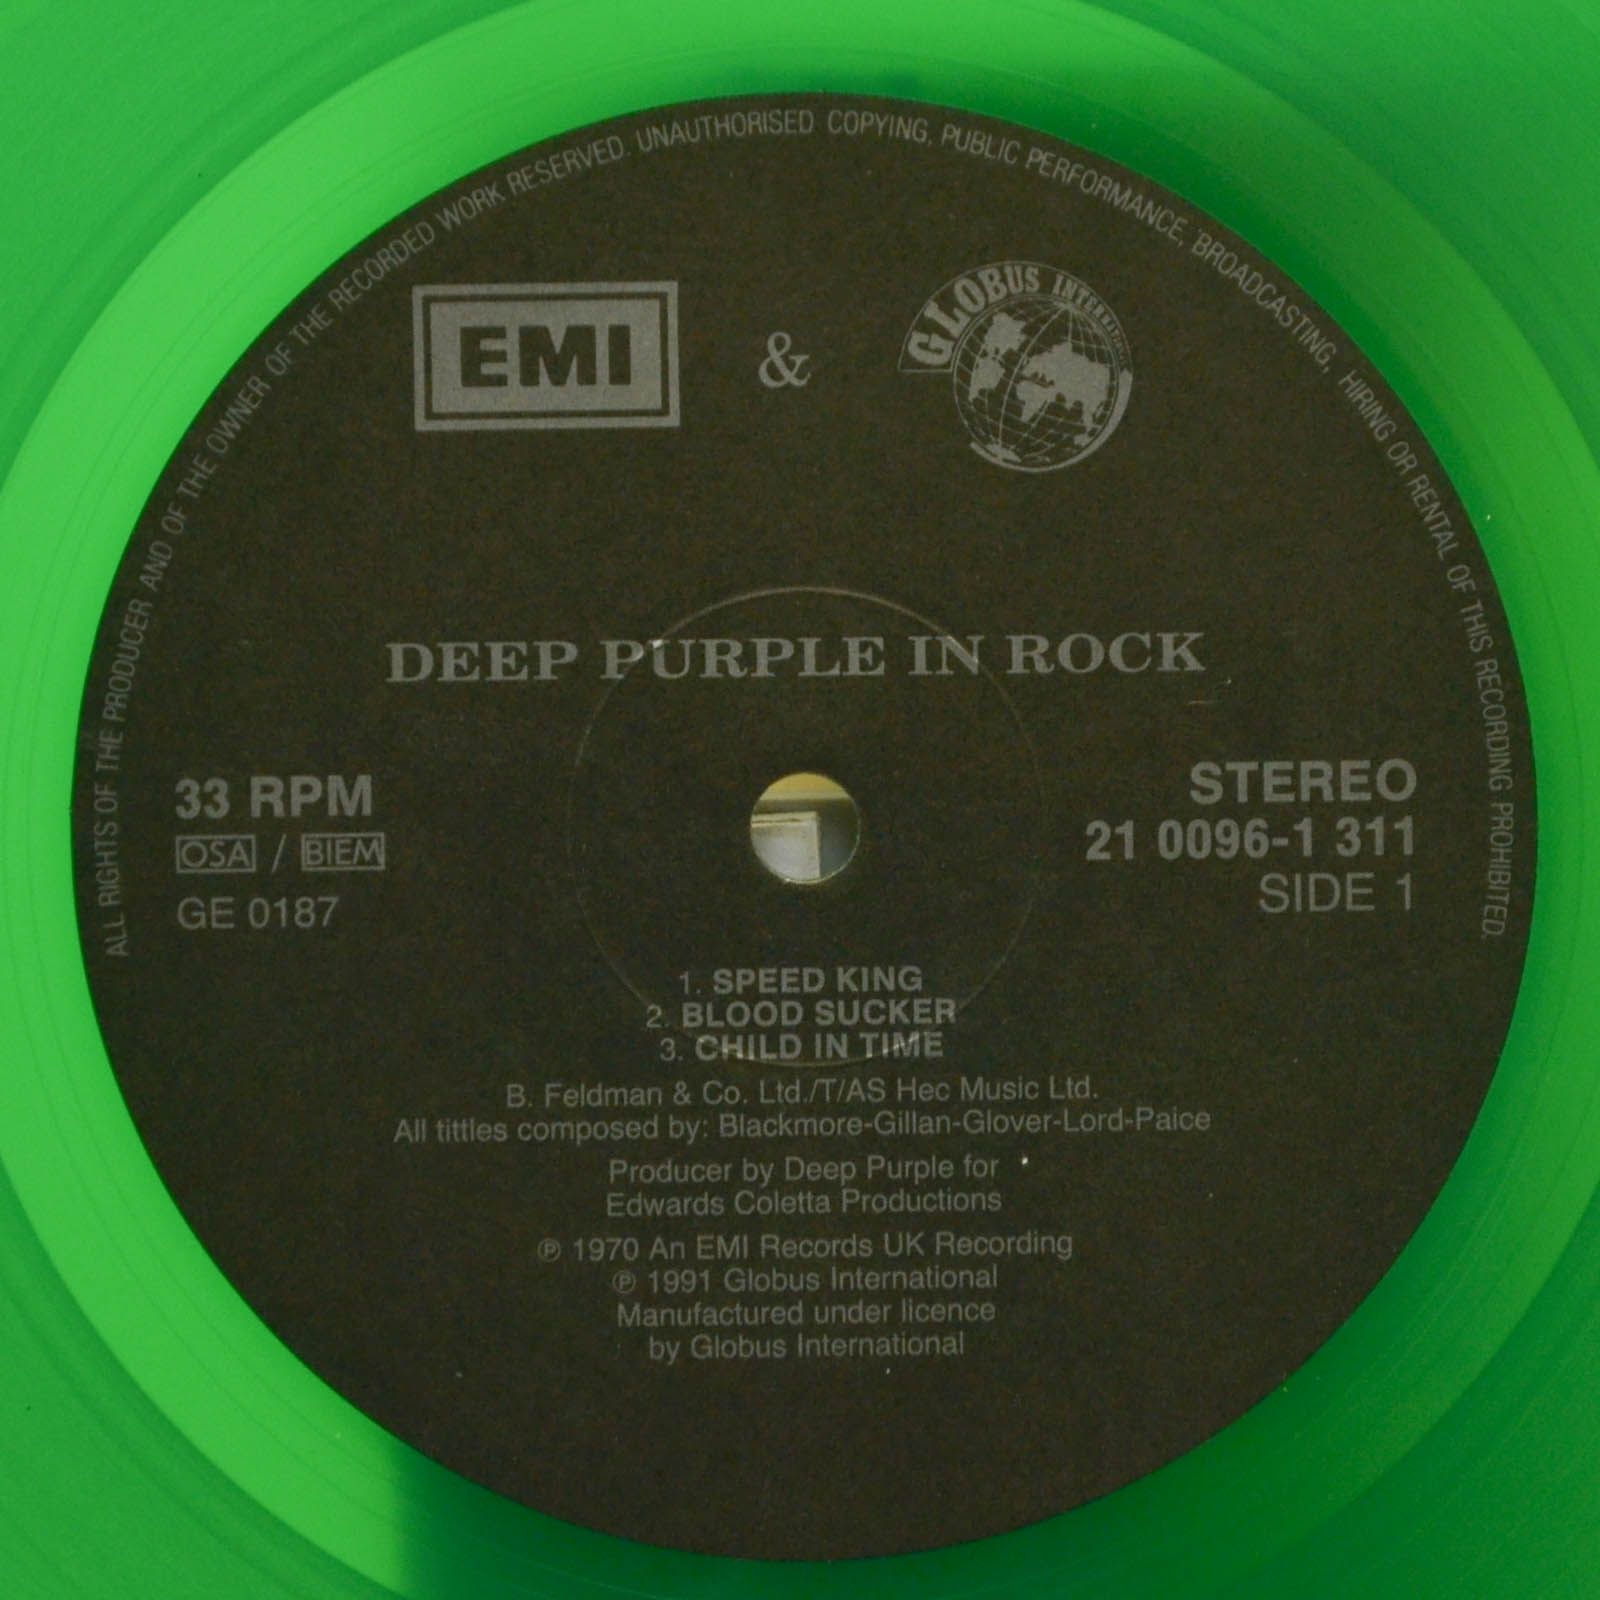 ALL RIGHTS OF THE PRODUCER AND OF THE OWNER OF THE RECORDED WORK RESERVED. UNAUTHORISED COPYING, PUBLIC PERFORMANCE, BROADCASTING, HIRING OR RENTAL OF THIS RECORDING PROHIBITED.
EMI & GLOBUS INTERNATIONAL
DEEP PURPLE IN ROCK
33 RPM
OSA / BIEM
GE 0187
STEREO
21 0096-1 311
SIDE 1
1. SPEED KING
2. BLOOD SUCKER
3. CHILD IN TIME
B. Feldman & Co. Ltd./T/AS Hec Music Ltd.
All tittles composed by: Blackmore-Gillan-Glover-Lord-Paice
Producer by Deep Purple for
Edwards Coletta Productions
℗ 1970 An EMI Records UK Recording
℗ 1991 Globus International
Manufactured under licence
by Globus International